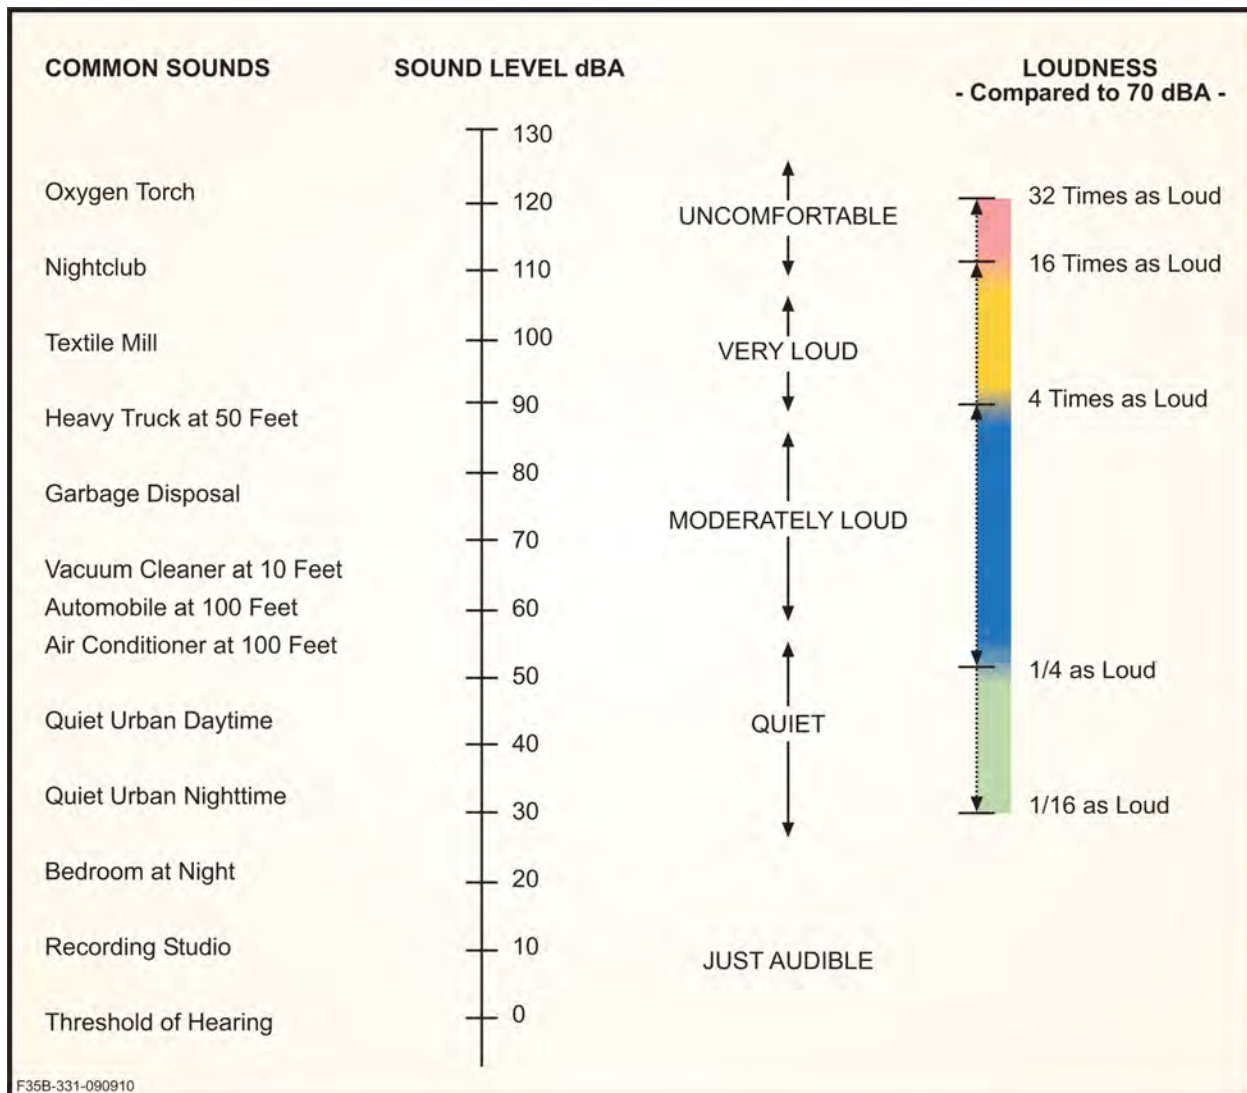 COMMON SOUNDS
SOUND LEVEL dBA
LOUDNESS
- Compared to 70 dBA -
130
Oxygen Torch
120
UNCOMFORTABLE
32 Times as Loud
Nightclub
110
16 Times as Loud
Textile Mill
100
VERY LOUD
Heavy Truck at 50 Feet
90
4 Times as Loud
80
Garbage Disposal
MODERATELY LOUD
70
Vacuum Cleaner at 10 Feet
Automobile at 100 Feet
60
Air Conditioner at 100 Feet
50
1/4 as Loud
Quiet Urban Daytime
QUIET
40
Quiet Urban Nighttime
30
1/16 as Loud
Bedroom at Night
20
Recording Studio
10
JUST AUDIBLE
Threshold of Hearing
0
F35B-331-090910